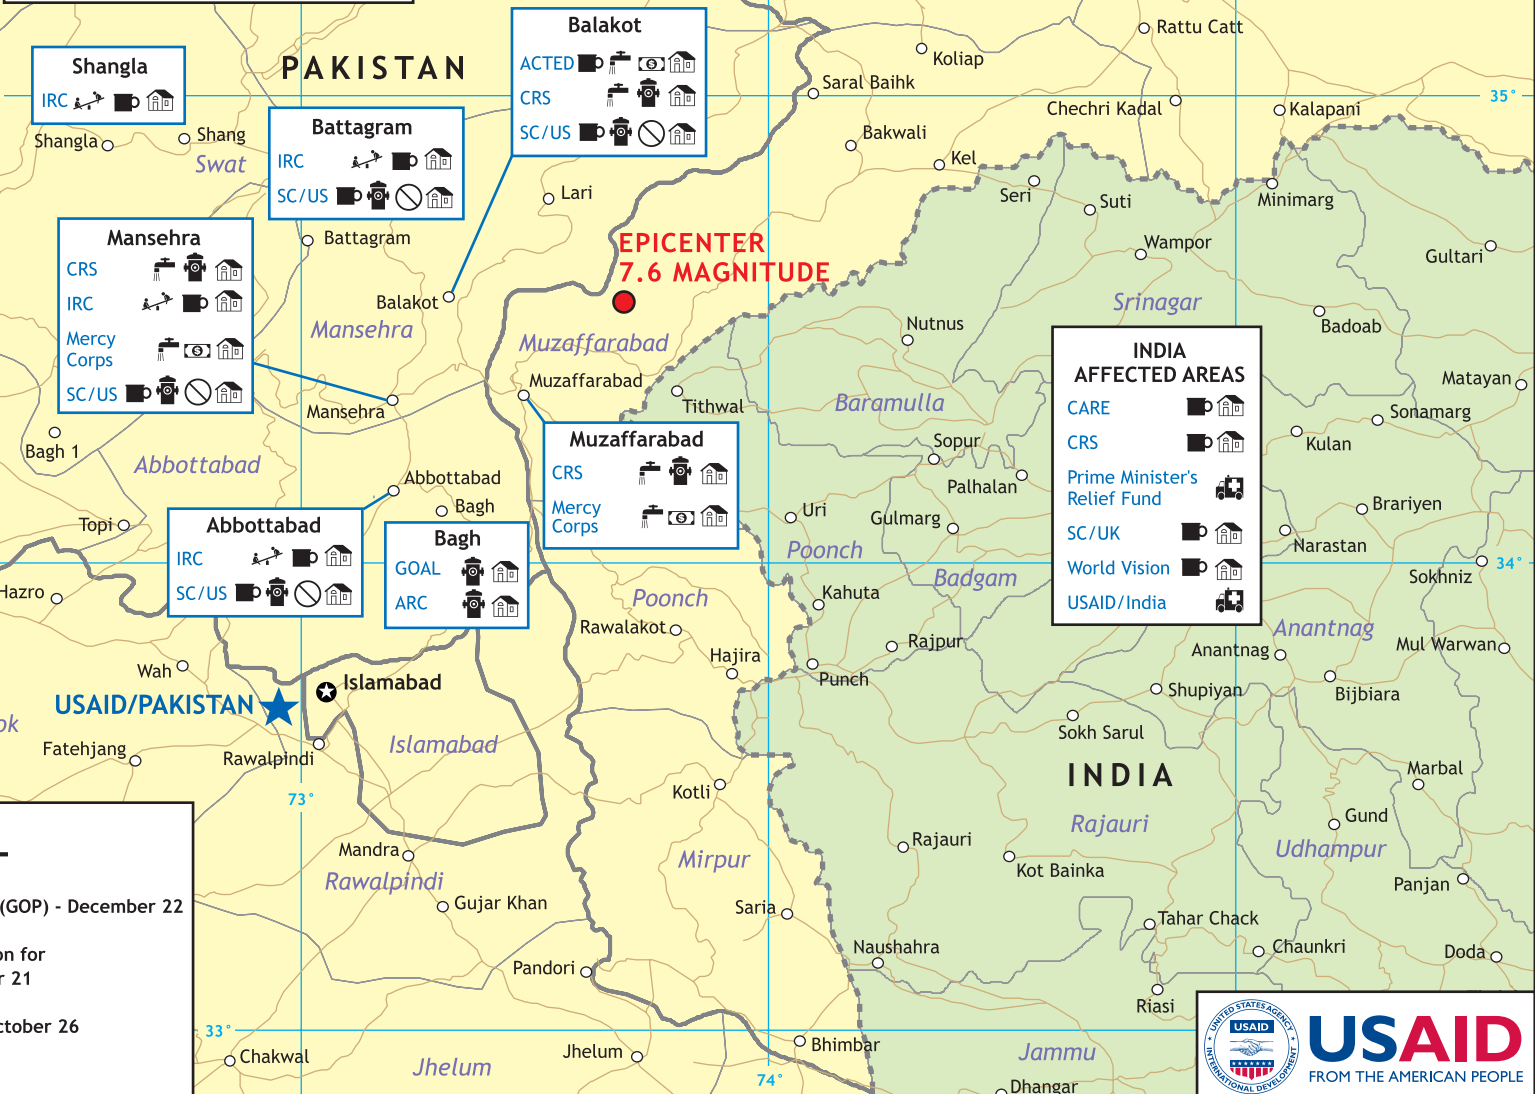 Balakot
ACTED
CRS
SC/US
Rattu Catt
Koliap
PAKISTAN
Shangla
IRC
Saral Baihk
35°
Chechri Kadal
Kalapani
Battagram
IRC
SC/US
Shangla
Shang
Swat
Bakwali
Kel
Lari
Seri
Suti
Minimarg
Mansehra
CRS
IRC
Mercy
Corps
SC/US
Battagram
EPICENTER
7.6 MAGNITUDE
Wampor
Gultari
Balakot
Mansehra
Srinagar
Muzaffarabad
Nutnus
Badoab
INDIA
AFFECTED AREAS
CARE
CRS
Prime Minister's
Relief Fund
SC/UK
World Vision
USAID/India
Muzaffarabad
Matayan
Mansehra
Tithwal
Baramulla
Sonamarg
Bagh 1
Abbottabad
Muzaffarabad
CRS
Mercy
Corps
Sopur
Kulan
Abbottabad
Palhalan
Bagh
Topi
Uri
Gulmarg
Brariyen
Abbottabad
IRC
SC/US
Bagh
GOAL
ARC
Poonch
Narastan
34°
Badgam
Sokhniz
Hazro
Poonch
Kahuta
Rawalakot
Anantnag
Rajpur
Mul Warwan
Wah
Hajira
Anantnag
Punch
Islamabad
Shupiyan
Bijbiara
USAID/PAKISTAN
ok
Fatehjang
Rawalpindi
Islamabad
Sokh Sarul
INDIA
Marbal
73°
Kotli
Rajauri
Gund
Mandra
Mirpur
Rajauri
Udhampur
Kot Bainka
Rawalpindi
Panjan
(GOP) - December 22
Gujar Khan
Saria
Tahar Chack
on for
Naushahra
Chaunkri
Doda
r 21
Pandori
Riasi
ctober 26
33°
Chakwal
Jhelum
Jhelum
Bhimbar
74°
Jammu
Dhangar
UNITED STATES AGENCY
USAID
INTERNATIONAL DEVELOPMENT
USAID
FROM THE AMERICAN PEOPLE